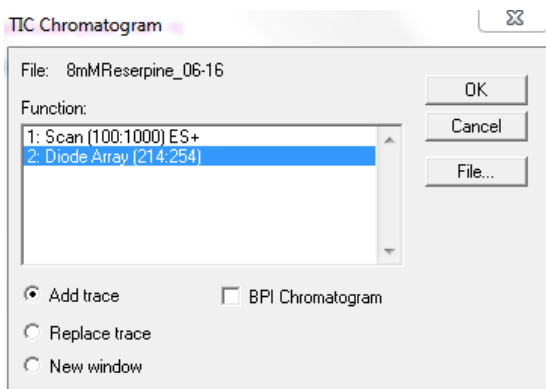 TIC Chromatogram
File: 8mMReserpine_06-16
Function:
1: Scan (100:1000) ES+
2: Diode Array (214:254)
OK
Cancel
File...
Add trace
BPI Chromatogram
Replace trace
New window